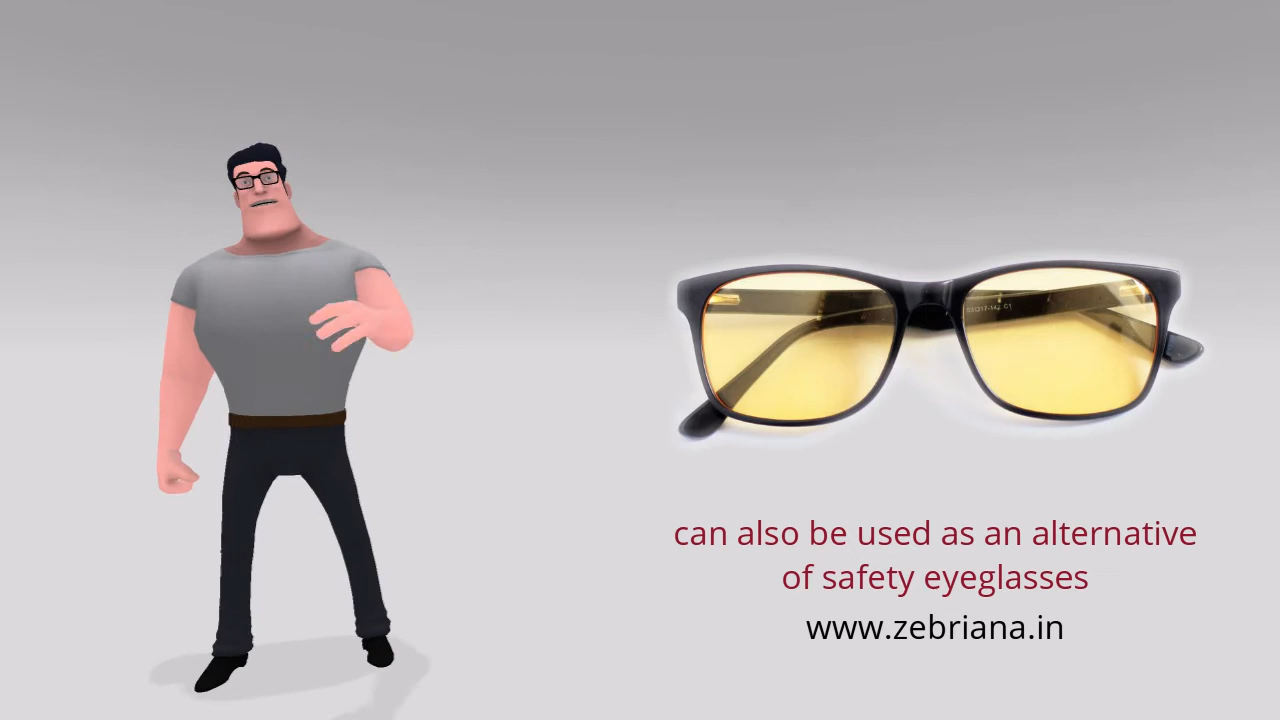 can also be used as an alternative
of safety eyeglasses
www.zebriana.in